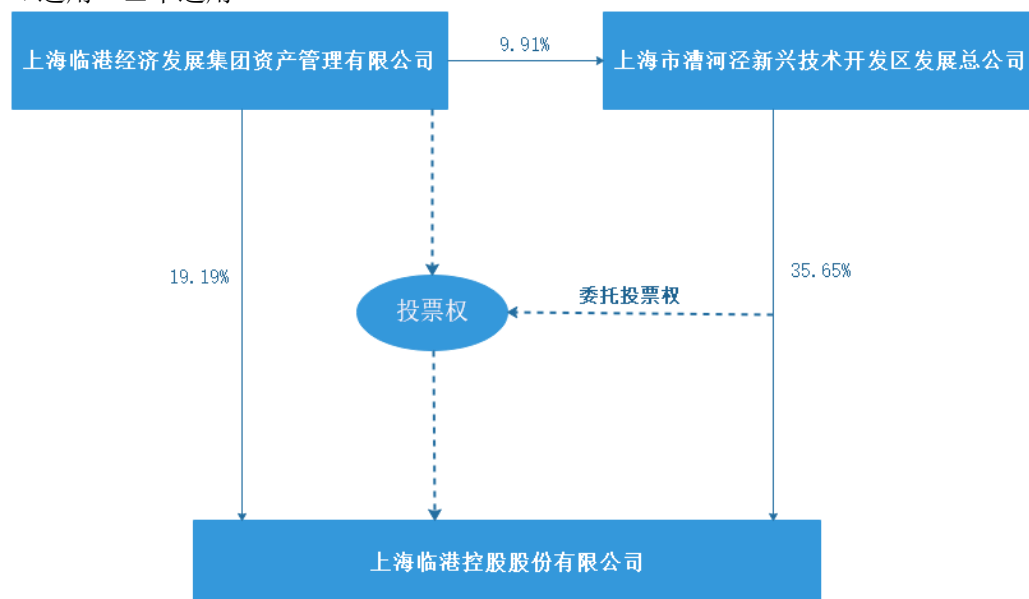 9.91%
上海临港经济发展集团资产管理有限公司
上海市漕河泾新兴技术开发区发展总公司
19.19%
35.65%
委托投票权
投票权
上海临港控股股份有限公司